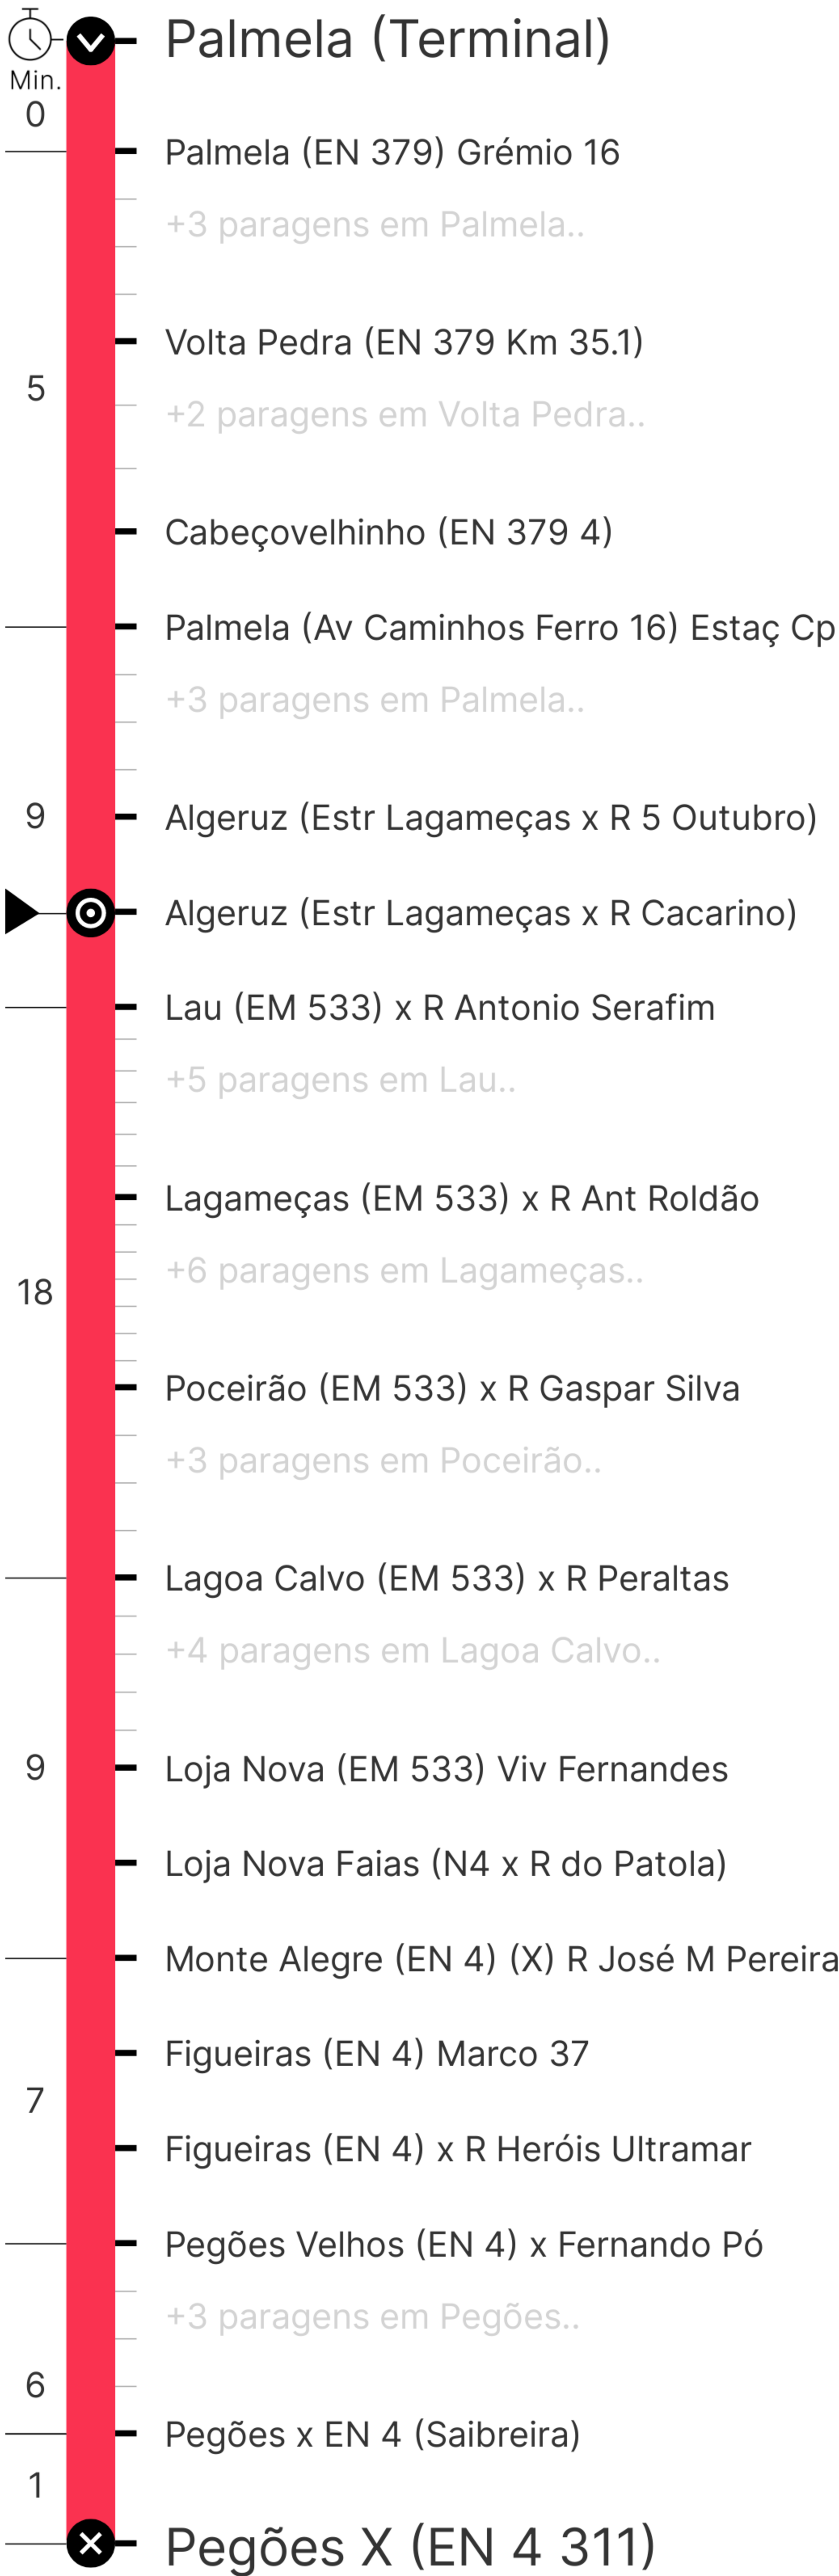 Palmela (Terminal)
Min.
0
Palmela (EN 379) Grémio 16
+3 paragens em Palmela..
Volta Pedra (EN 379 Km 35.1)
5
+2 paragens em Volta Pedra..
Cabeçovelhinho (EN 379 4)
Palmela (Av Caminhos Ferro 16) Estaç Cp
+3 paragens em Palmela..
9
Algeruz (Estr Lagameças x R 5 Outubro)
Algeruz (Estr Lagameças x R Cacarino)
Lau (EM 533) x R Antonio Serafim
+5 paragens em Lau..
Lagameças (EM 533) x R Ant Roldão
+6 paragens em Lagameças..
18
Poceirão (EM 533) x R Gaspar Silva
+3 paragens em Poceirão..
Lagoa Calvo (EM 533) x R Peraltas
+4 paragens em Lagoa Calvo..
9
Loja Nova (EM 533) Viv Fernandes
Loja Nova Faias (N4 x R do Patola)
Monte Alegre (EN 4) (X) R José M Pereira
Figueiras (EN 4) Marco 37
7
Figueiras (EN 4) x R Heróis Ultramar
Pegões Velhos (EN 4) x Fernando Pó
+3 paragens em Pegões..
6
Pegões x EN 4 (Saibreira)
1
Pegões X (EN 4 311)